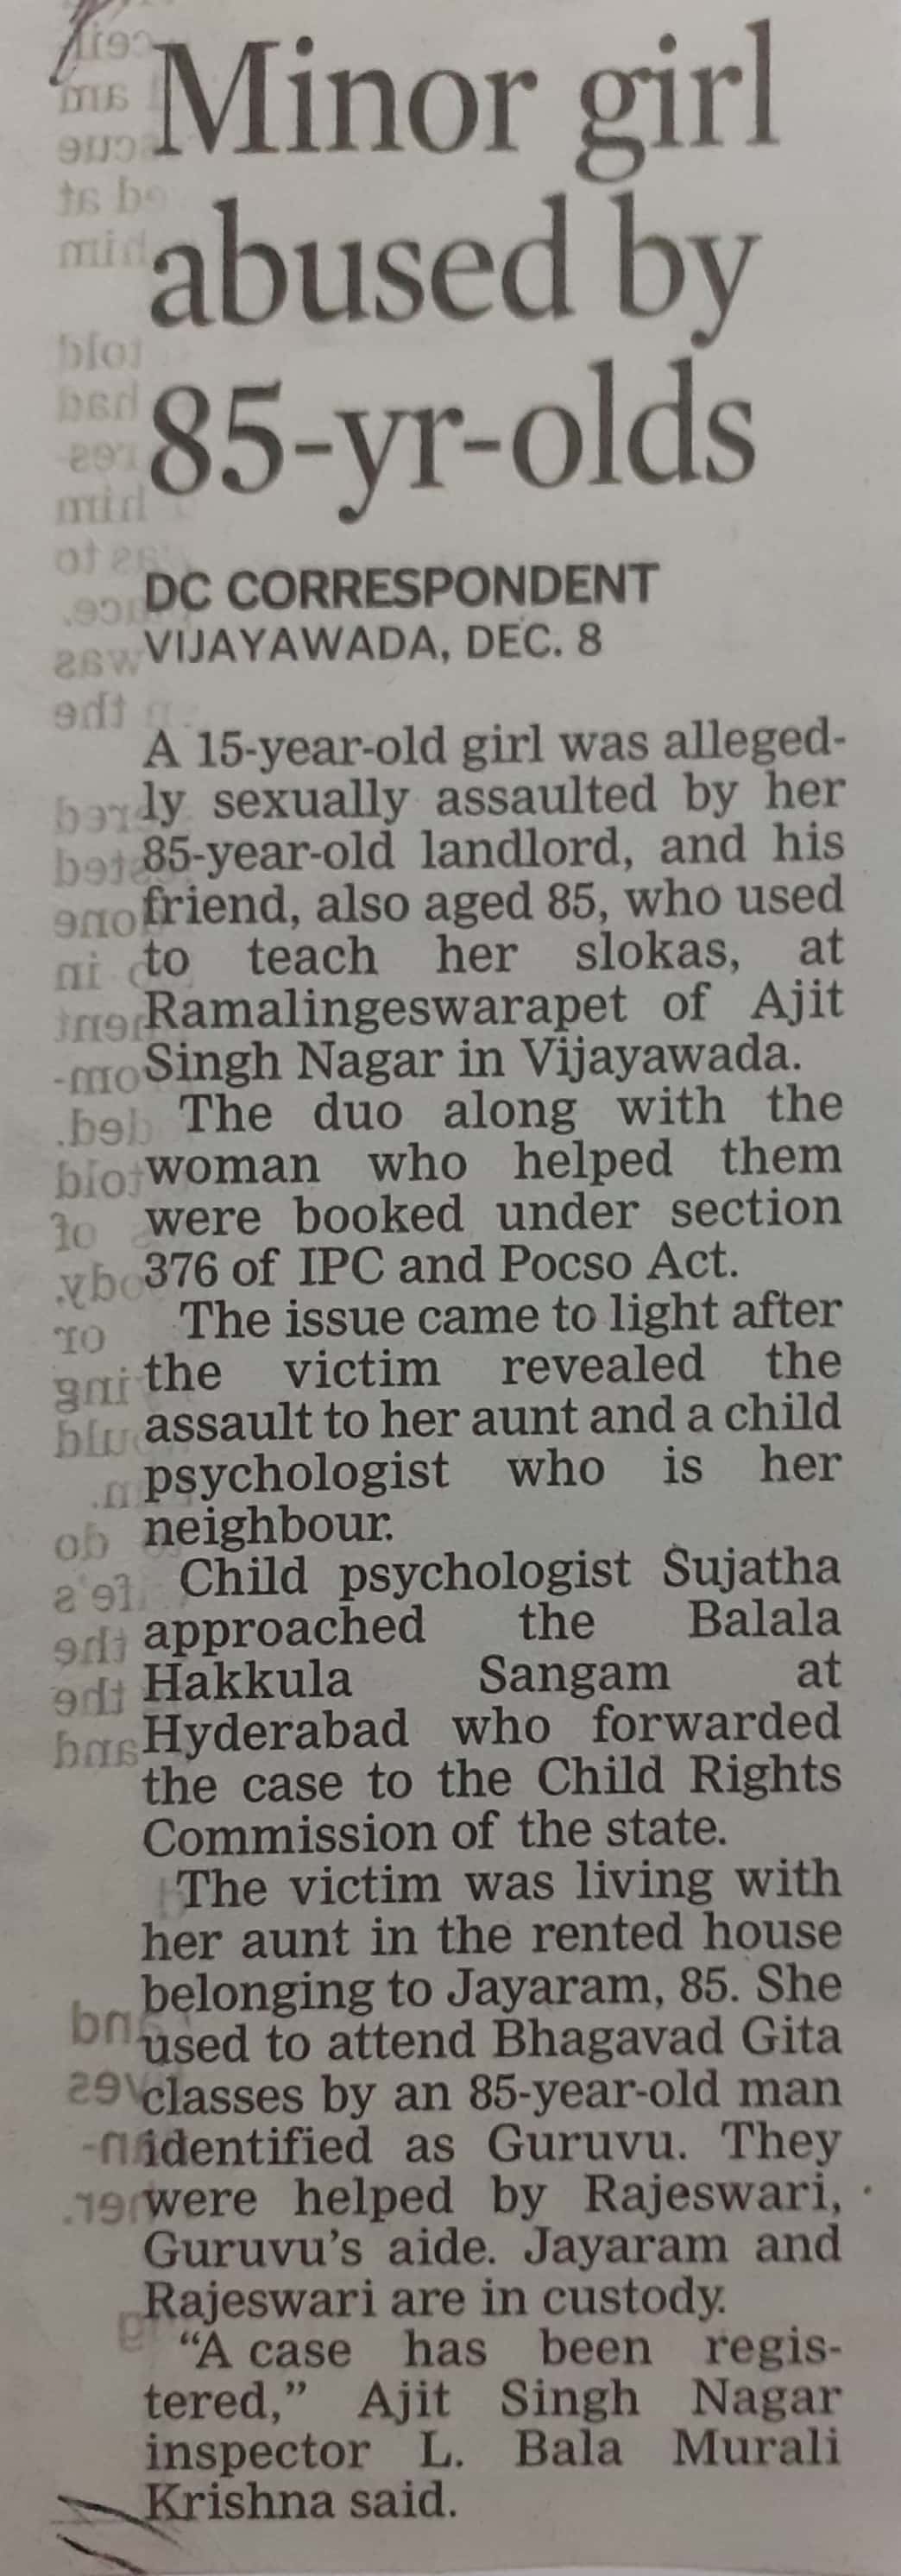 Minor girl
abused by
85-yr-olds
DC CORRESPONDENT
VIJAYAWADA, DEC. 8
A 15-year-old girl was alleged-
ly sexually assaulted by her
85-year-old landlord, and his
friend, also aged 85, who used
to teach her slokas, at
Ramalingeswarapet of Ajit
Singh Nagar in Vijayawada.
The duo along with the
woman who helped them
were booked under section
376 of IPC and Pocso Act.
The issue came to light after
the victim revealed the
assault to her aunt and a child
psychologist who is her
neighbour.
Child psychologist Sujatha
approached the Balala
Hakkula Sangam at
Hyderabad who forwarded
the case to the Child Rights
Commission of the state.
The victim was living with
her aunt in the rented house
belonging to Jayaram, 85. She
used to attend Bhagavad Gita
classes by an 85-year-old man
identified as Guruvu. They
were helped by Rajeswari,
Guruvu's aide. Jayaram and
Rajeswari are in custody.
“A case has been regis-
tered,” Ajit Singh Nagar
inspector L. Bala Murali
Krishna said.